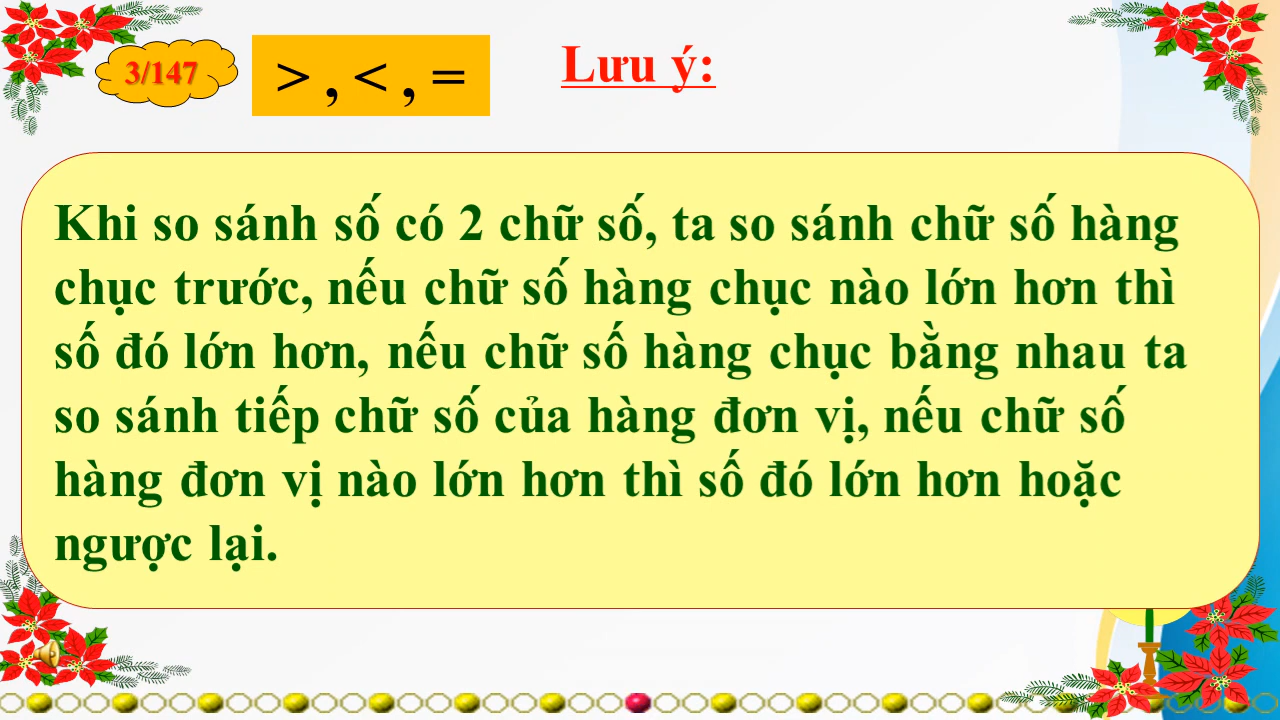 3/147
> , < , =
Lưu ý:
Khi so sánh số có 2 chữ số, ta so sánh chữ số hàng
chục trước, nếu chữ số hàng chục nào lớn hơn thì
số đó lớn hơn, nếu chữ số hàng chục bằng nhau ta
so sánh tiếp chữ số của hàng đơn vị, nếu chữ số
hàng đơn vị nào lớn hơn thì số đó lớn hơn hoặc
ngược lại.